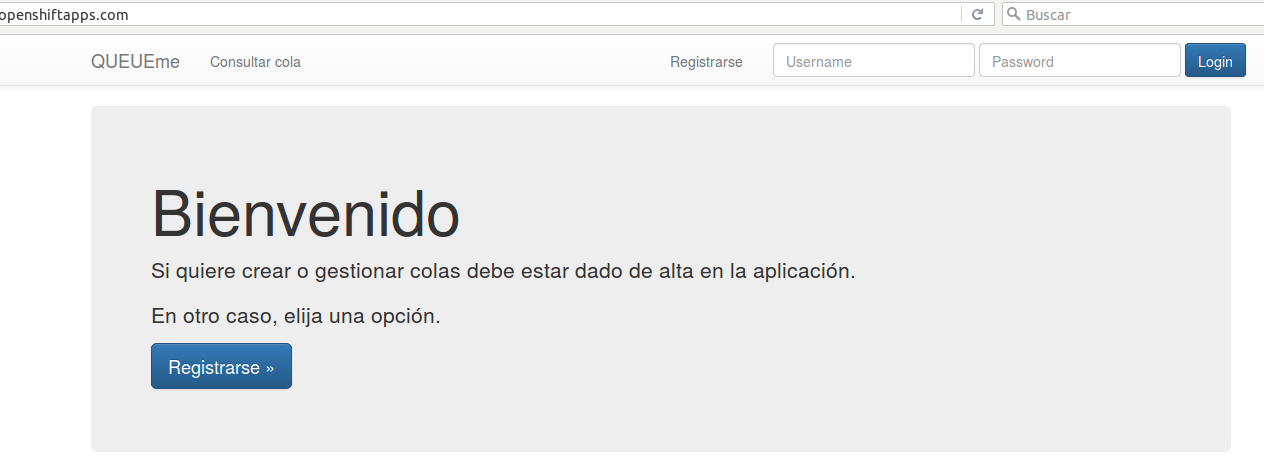 openshiftapps.com Buscar
QUEUEme Consultar cola Registrarse Username Password Login
Bienvenido
Si quiere crear o gestionar colas debe estar dado de alta en la aplicación.
En otro caso, elija una opción.
Registrarse »